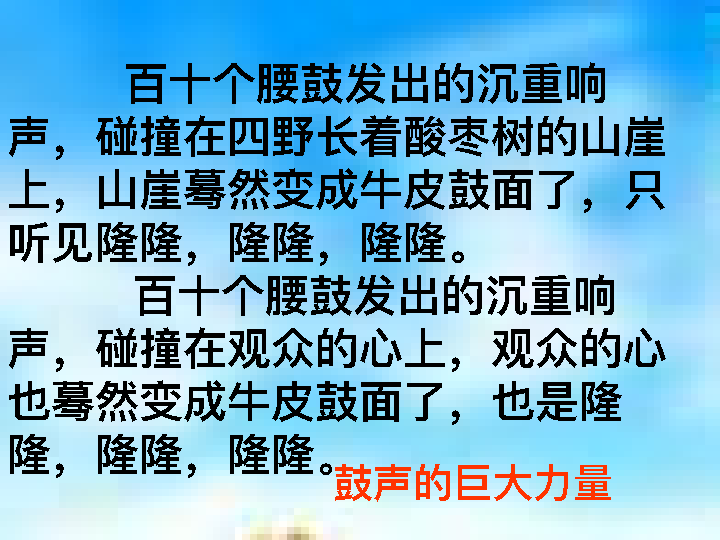 百十个腰鼓发出的沉重响
声，碰撞在四野长着酸枣树的山崖
上，山崖蓦然变成牛皮鼓面了，只
听见隆隆，隆隆，隆隆。
百十个腰鼓发出的沉重响
声，碰撞在观众的心上，观众的心
也蓦然变成牛皮鼓面了，也是隆
隆，隆隆，隆隆。
鼓声的巨大力量